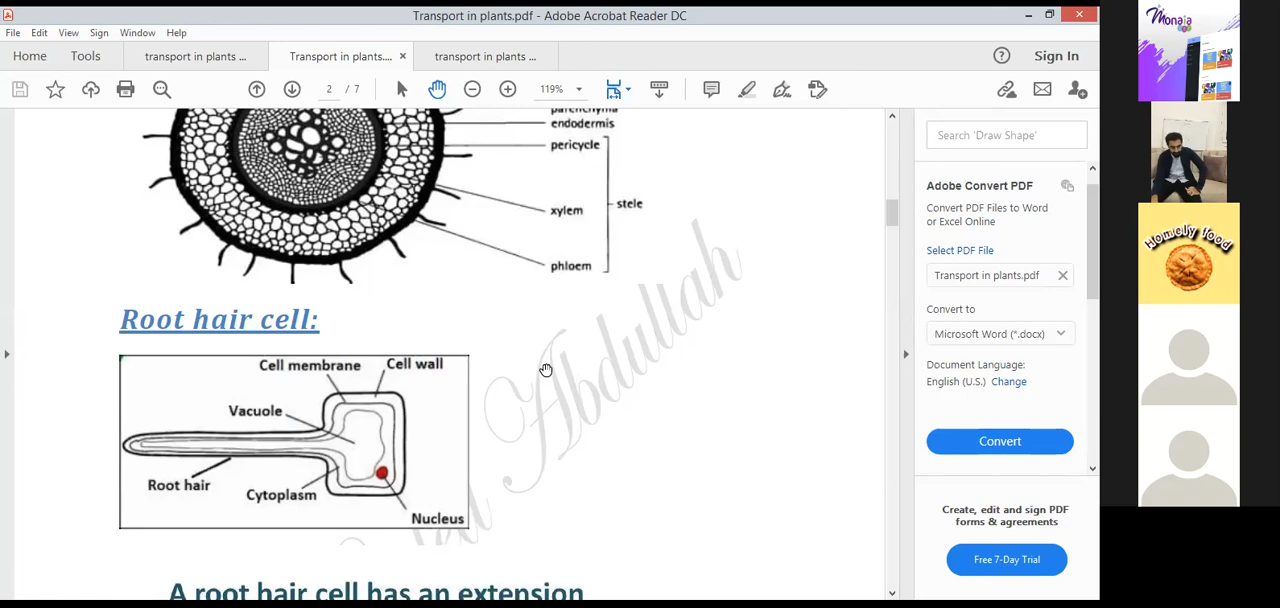 Transport in plants.pdf - Adobe Acrobat Reader DC
File Edit View Sign Window Help
Home Tools transport in plants ... Transport in plants.... × transport in plants ... Sign In
2 / 7 119%
parenchyma
endodermis
pericycle
xylem
stele
phloem
Root hair cell:
Cell membrane
Cell wall
Vacuole
Root hair
Cytoplasm
Nucleus
A root hair cell has an extension
Abdullah
Search 'Draw Shape'
Adobe Convert PDF
Convert PDF Files to Word
or Excel Online
Select PDF File
Transport in plants.pdf
Convert to
Microsoft Word (*.docx)
Document Language:
English (U.S.) Change
Convert
Create, edit and sign PDF
forms & agreements
Free 7-Day Trial
Monaia
Homely food